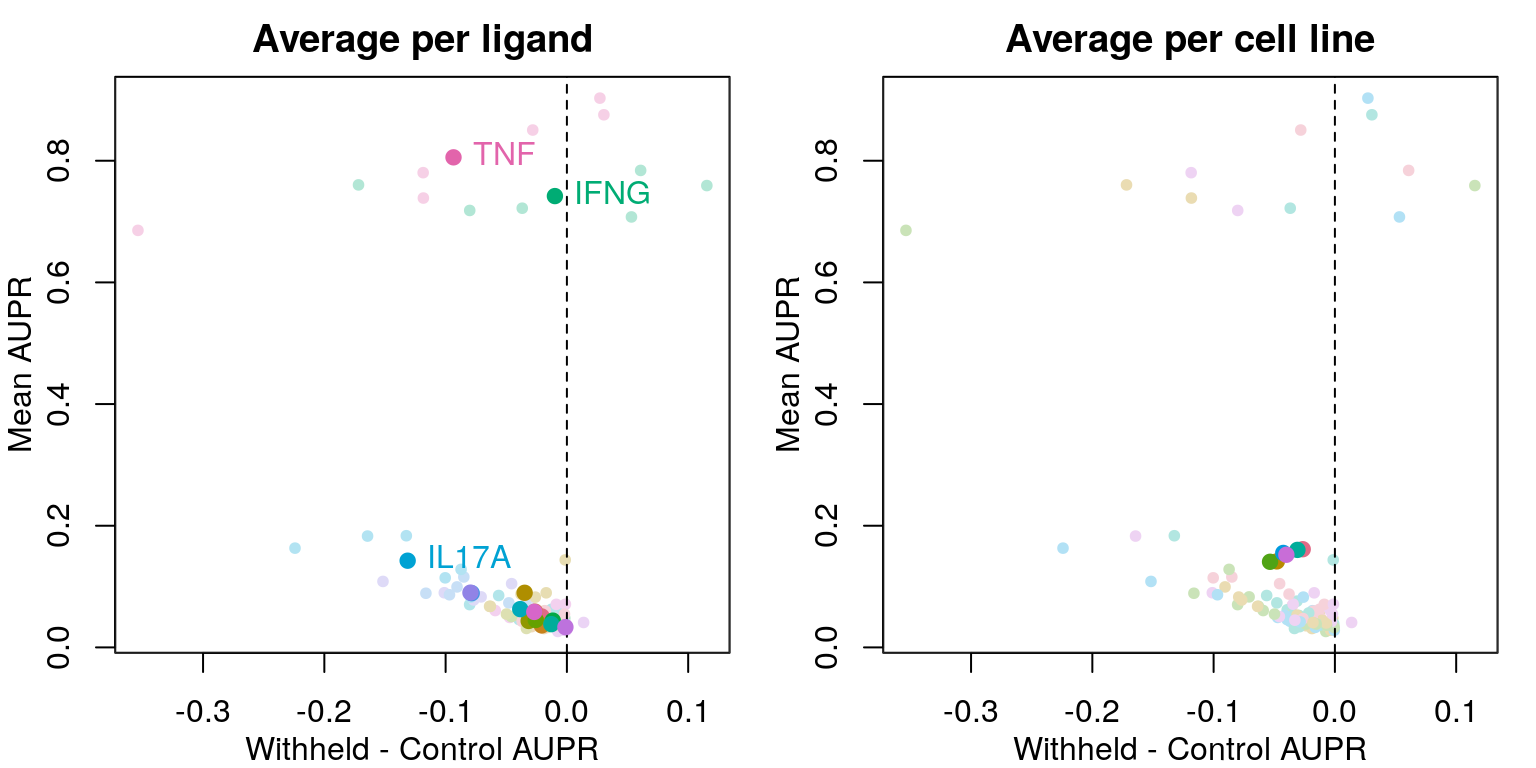 Average per ligand
Mean AUPR
0.8
0.6
0.4
0.2
0.0
TNF
IFNG
IL17A
-0.3 -0.2 -0.1 0.0 0.1
Withheld - Control AUPR
Average per cell line
Mean AUPR
0.8
0.6
0.4
0.2
0.0
-0.3 -0.2 -0.1 0.0 0.1
Withheld - Control AUPR